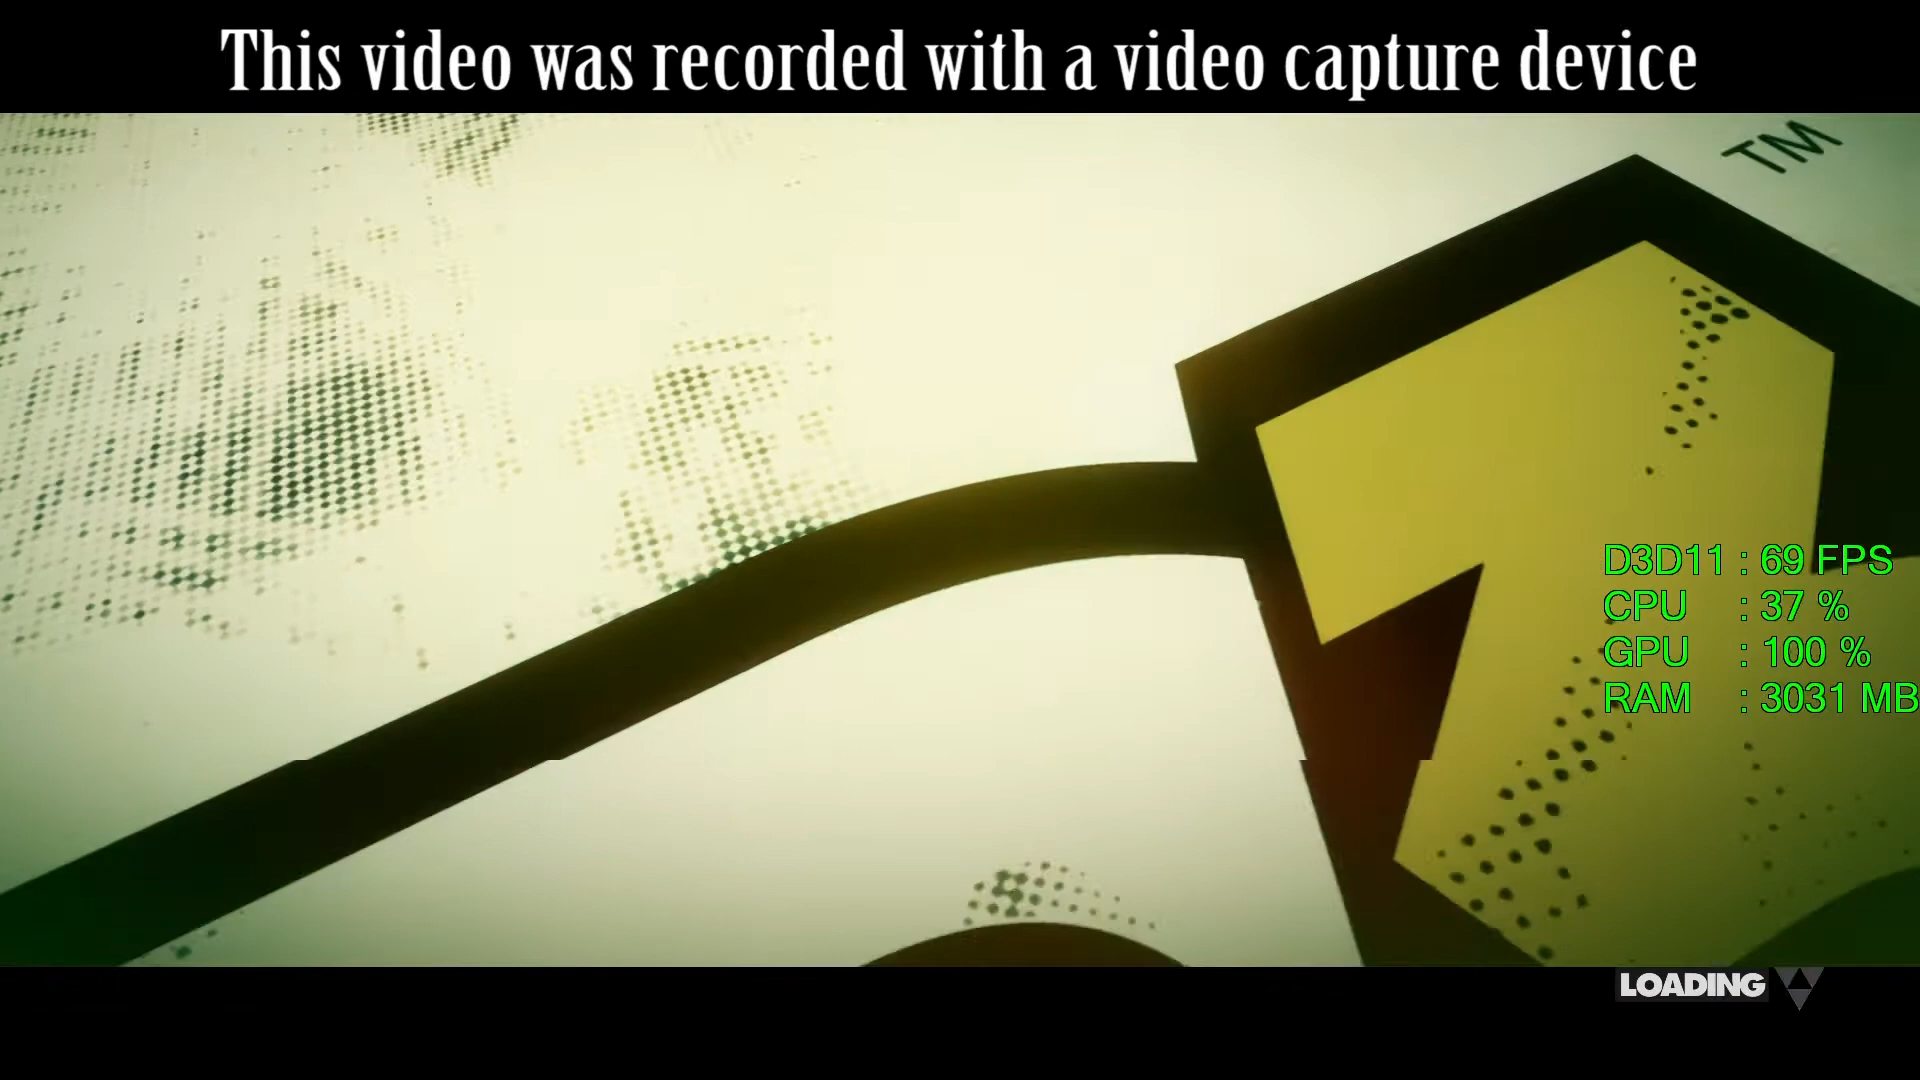 This video was recorded with a video capture device
TM
D3D11 : 69 FPS
CPU : 37 %
GPU : 100 %
RAM : 3031 MB
LOADING